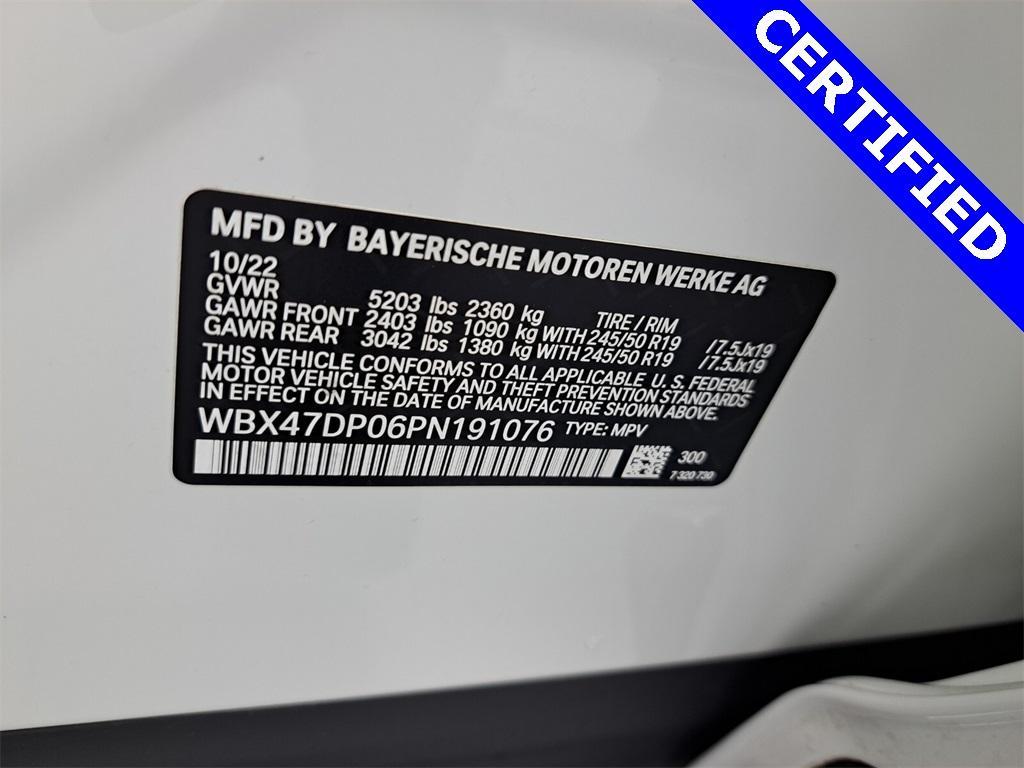 CERTIFIED
MFD BY BAYERISCHE MOTOREN WERKE AG
10/22
GVWR 5203 lbs 2360 kg TIRE / RIM
GAWR FRONT 2403 lbs 1090 kg WITH 245/50 R19 /7.5Jx19
GAWR REAR 3042 lbs 1380 kg WITH 245/50 R19 /7.5Jx19
THIS VEHICLE CONFORMS TO ALL APPLICABLE U.S. FEDERAL
MOTOR VEHICLE SAFETY AND THEFT PREVENTION STANDARDS
IN EFFECT ON THE DATE OF MANUFACTURE SHOWN ABOVE.
WBX47DP06PN191076 TYPE: MPV
300
7 320 730